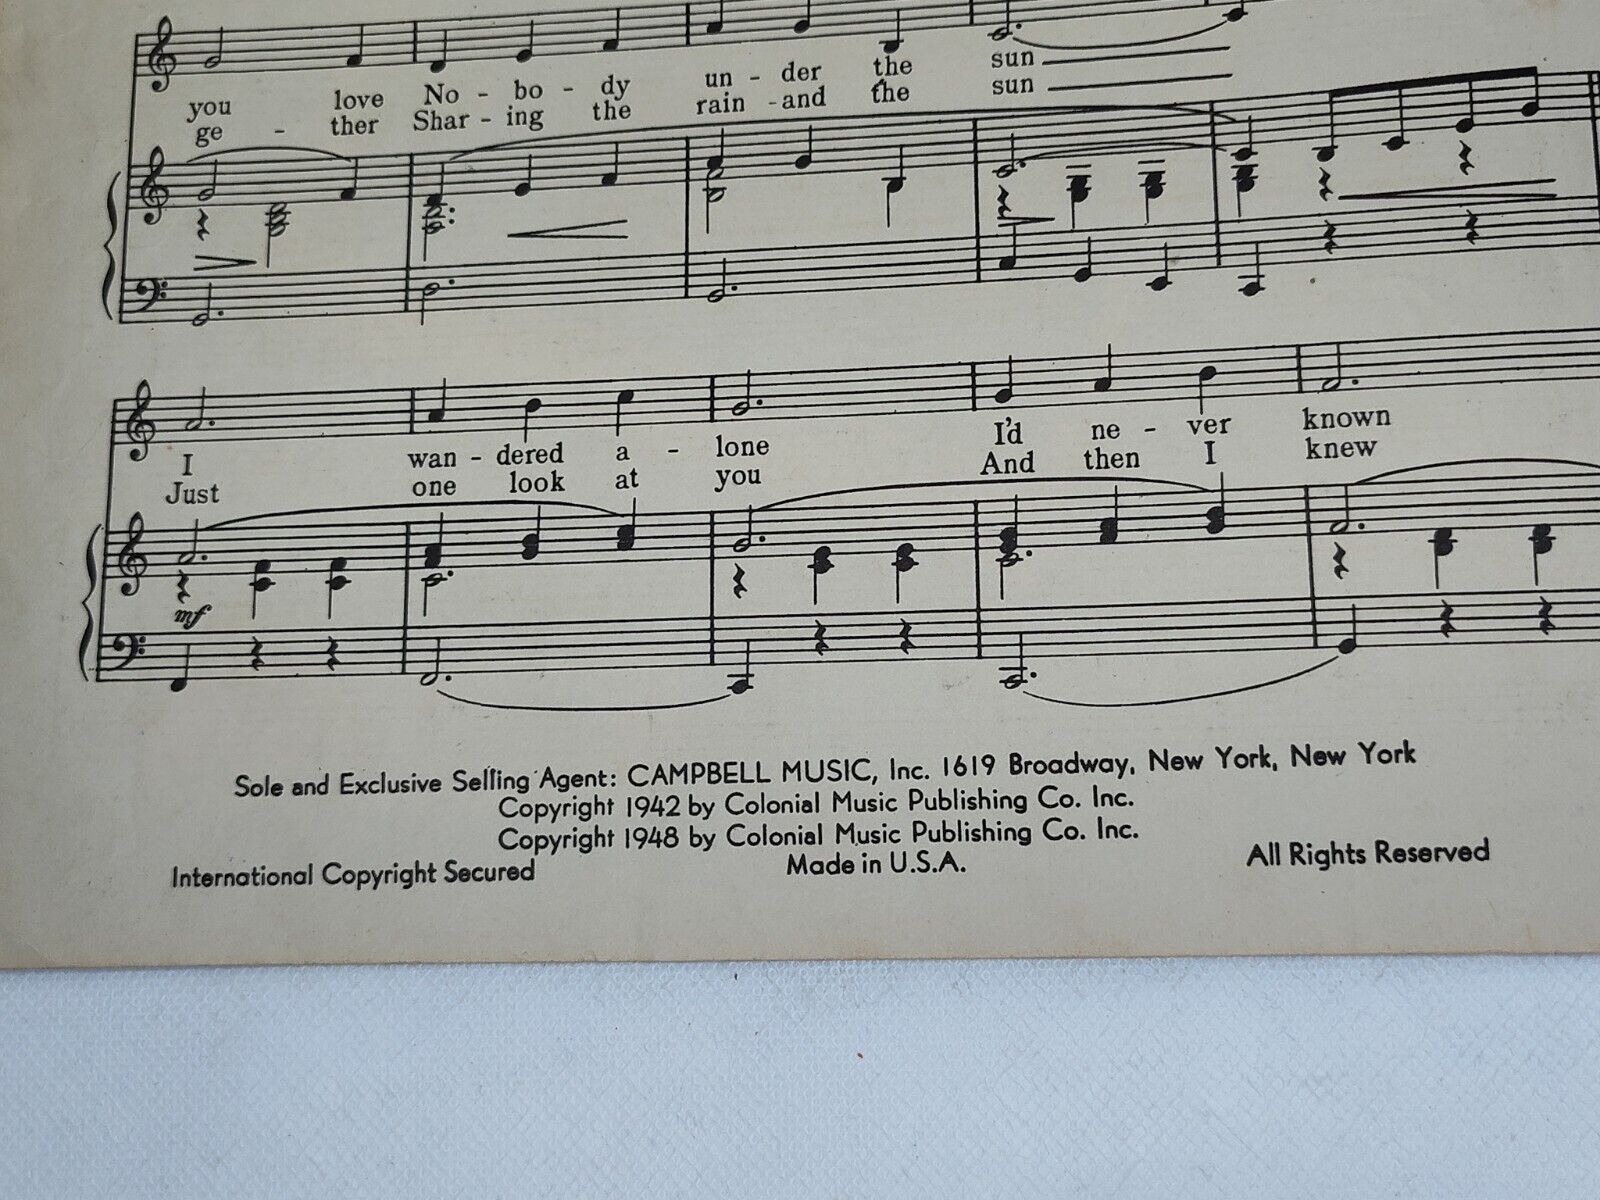 you love No - bo - dy un - der the sun
ge - ther Shar - ing the rain - and the sun
I wan - dered a - lone I'd ne - ver known
Just one look at you And then I knew
mf
Sole and Exclusive Selling Agent: CAMPBELL MUSIC, Inc. 1619 Broadway, New York, New York
Copyright 1942 by Colonial Music Publishing Co. Inc.
Copyright 1948 by Colonial Music Publishing Co. Inc.
International Copyright Secured Made in U.S.A. All Rights Reserved